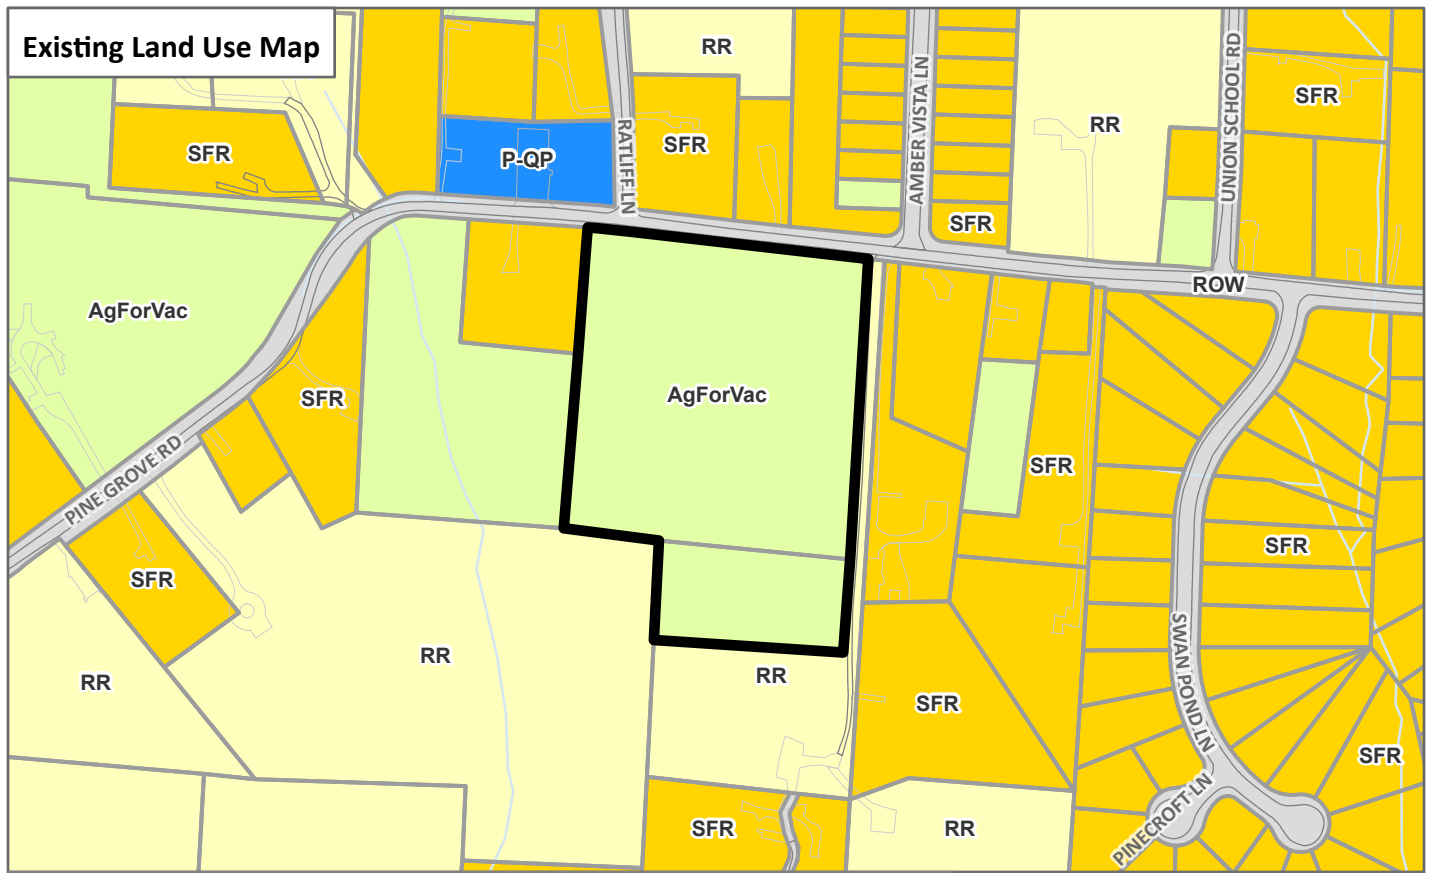 Existing Land Use Map
RR
SFR
RR
SFR
SFR
P-QP
RATLIFF LN
AMBER VISTA LN
UNION SCHOOL RD
SFR
ROW
AgForVac
AgForVac
SFR
SFR
PINE GROVE RD
SFR
SFR
RR
RR
RR
SFR
SWAN POND LN
SFR
SFR
RR
PINECROFT LN